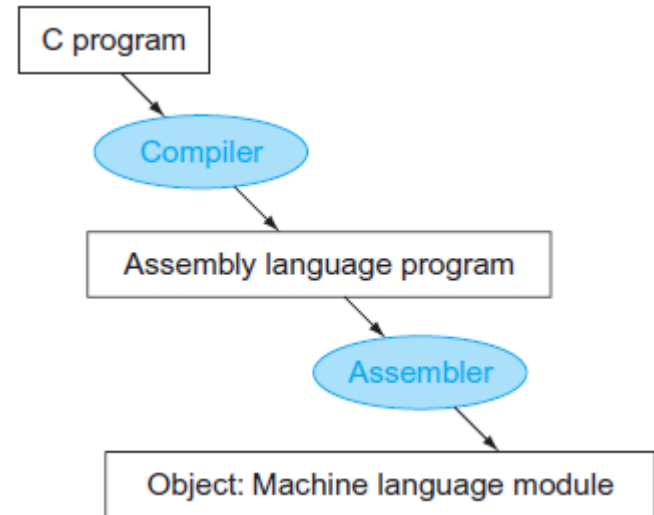 C program
Compiler
Assembly language program
Assembler
Object: Machine language module